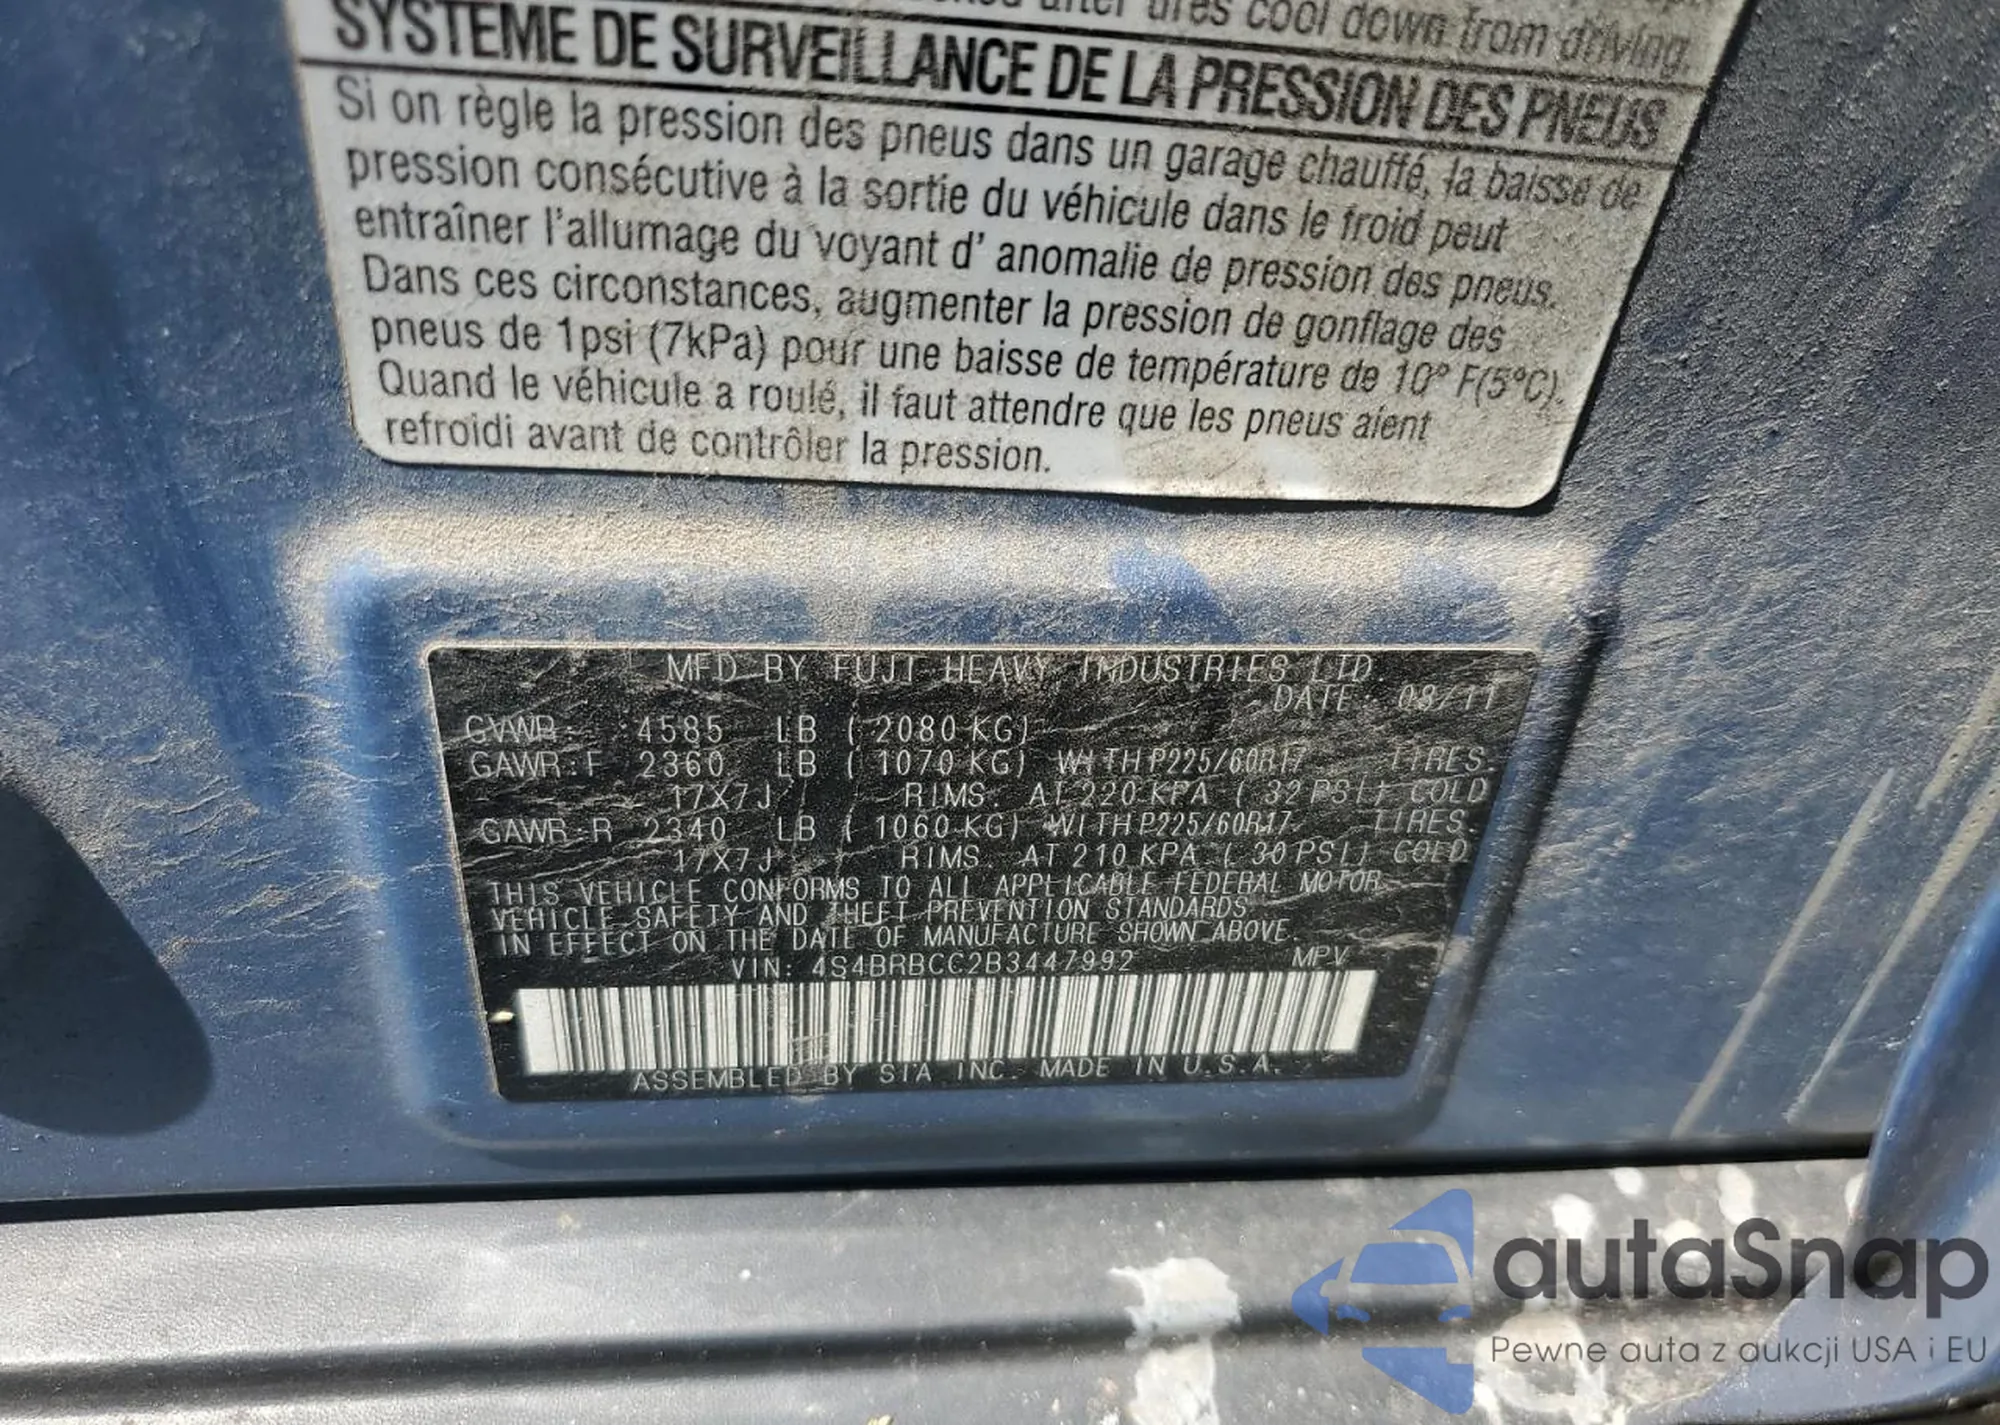 after tires cool down from driving.
SYSTÈME DE SURVEILLANCE DE LA PRESSION DES PNEUS
Si on règle la pression des pneus dans un garage chauffé, la baisse de
pression consécutive à la sortie du véhicule dans le froid peut
entraîner l'allumage du voyant d' anomalie de pression des pneus.
Dans ces circonstances, augmenter la pression de gonflage des
pneus de 1psi (7kPa) pour une baisse de température de 10° F(5°C).
Quand le véhicule a roulé, il faut attendre que les pneus aient
refroidi avant de contrôler la pression.
MFD BY FUJI HEAVY INDUSTRIES LTD.
DATE: 08/11
GVWR: 4585 LB ( 2080 KG)
GAWR:F 2360 LB ( 1070 KG) WITH P225/60R17 TIRES.
17X7J RIMS. AT 220 KPA ( 32 PSI) COLD
GAWR:R 2340 LB ( 1060 KG) WITH P225/60R17 TIRES.
17X7J RIMS. AT 210 KPA ( 30 PSI) COLD
THIS VEHICLE CONFORMS TO ALL APPLICABLE FEDERAL MOTOR
VEHICLE SAFETY AND THEFT PREVENTION STANDARDS
IN EFFECT ON THE DATE OF MANUFACTURE SHOWN ABOVE.
VIN: 4S4BRBCC2B3447992 MPV
ASSEMBLED BY SIA INC. MADE IN U.S.A.
autaSnap
Pewne auta z aukcji USA i EU